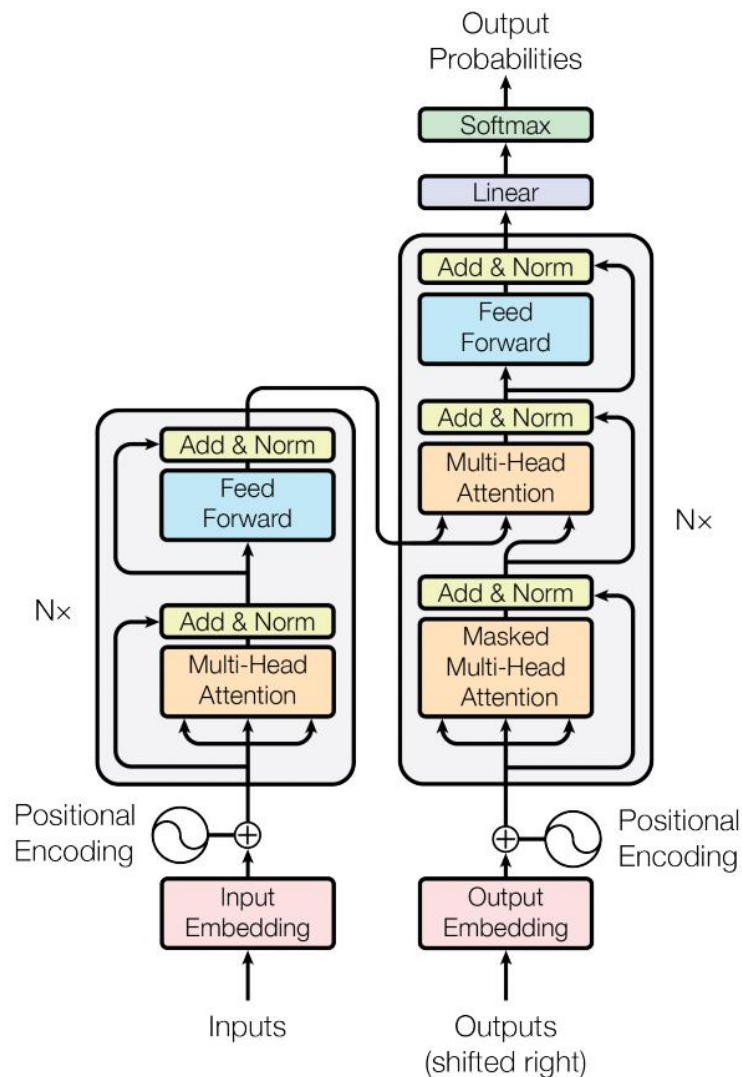 Output
Probabilities
Softmax
Linear
Add & Norm
Feed
Forward
Add & Norm
Multi-Head
Attention
Add & Norm
Masked
Multi-Head
Attention
N×
Add & Norm
Feed
Forward
Add & Norm
Multi-Head
Attention
N×
Positional
Encoding
Positional
Encoding
Input
Embedding
Output
Embedding
Inputs
Outputs
(shifted right)